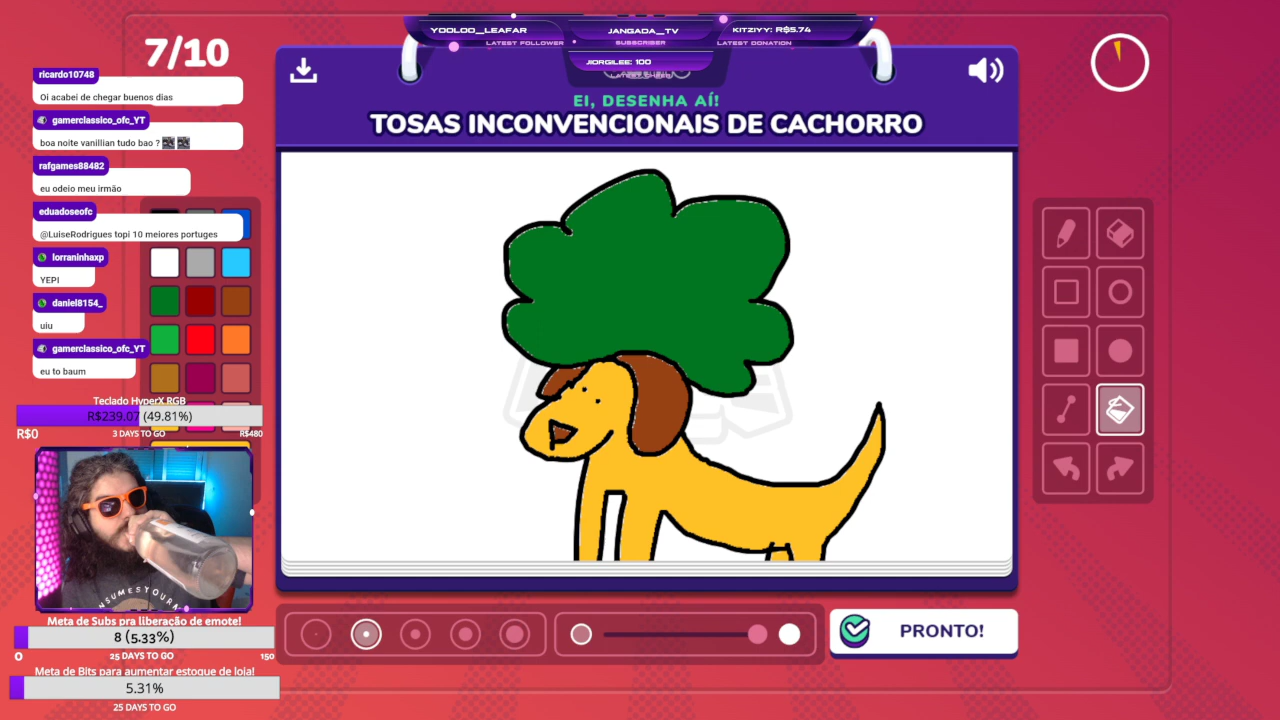 YOOLOO_LEAFAR
LATEST FOLLOWER
JANGADA_TV
SUBSCRIBER
KITZIYY: R$5.74
LATEST DONATION
JIORGILEE: 100
7/10
EI, DESENHA AÍ!
TOSAS INCONVENCIONAIS DE CACHORRO
ricardo10748
Oi acabei de chegar buenos dias
gamerclassico_ofc_YT
boa noite vanillian tudo bao ?
rafgames88482
eu odeio meu irmão
eduadoseofc
@LuiseRodrigues topi 10 meiores portuges
lorraninhaxp
YEP!
daniel8154_
uiu
gamerclassico_ofc_YT
eu to baum
Teclado HyperX RGB
R$239,07 (49.81%)
R$0
3 DAYS TO GO
R$480
NSUMESYOURA
Meta de Subs pra liberação de emote!
8 (5.33%)
0
25 DAYS TO GO
150
Meta de Bits para aumentar estoque de loja!
5.31%
25 DAYS TO GO
PRONTO!